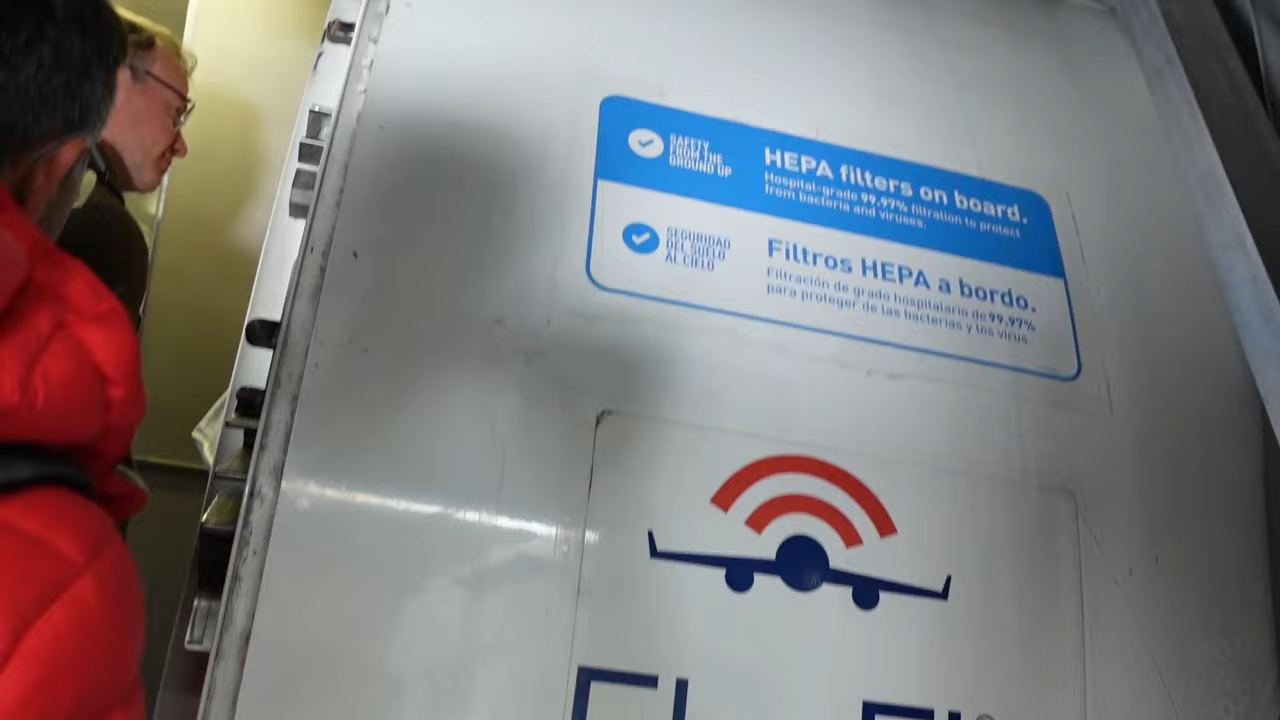 SAFETY
FROM THE
GROUND UP
HEPA filters on board.
Hospital-grade 99.97% filtration to protect
from bacteria and viruses.
SEGURIDAD
DEL SUELO
AL CIELO
Filtros HEPA a bordo.
Filtración de grado hospitalario de 99.97%
para proteger de las bacterias y los virus.